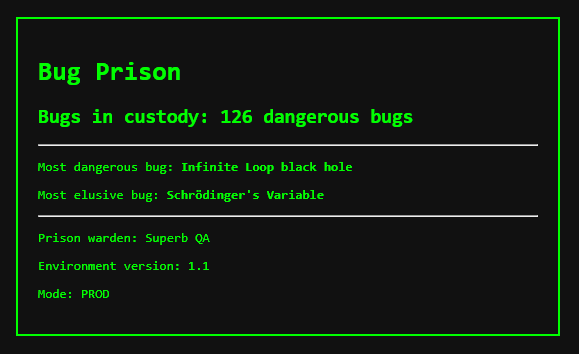 Bug Prison
Bugs in custody: 126 dangerous bugs
Most dangerous bug: Infinite Loop black hole
Most elusive bug: Schrödinger's Variable
Prison warden: Superb QA
Environment version: 1.1
Mode: PROD